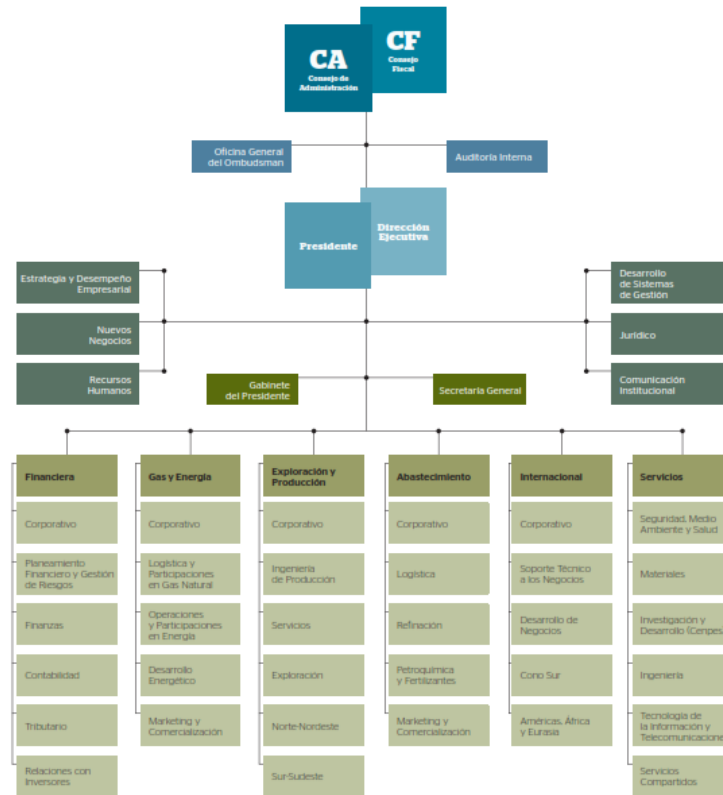 CA
Consejo de
Administración
CF
Consejo
Fiscal
Oficina General
del Ombudsman
Auditoría Interna
Presidente
Dirección
Ejecutiva
Estrategia y Desempeño
Empresarial
Desarrollo
de Sistemas
de Gestión
Nuevos
Negocios
Jurídico
Recursos
Humanos
Gabinete
del Presidente
Secretaría General
Comunicación
Institucional
Financiera
Corporativo
Planeamiento
Financiero y Gestión
de Riesgos
Finanzas
Contabilidad
Tributario
Relaciones con
Inversores
Gas y Energía
Corporativo
Logística y
Participaciones
en Gas Natural
Operaciones
y Participaciones
en Energía
Desarrollo
Energético
Marketing y
Comercialización
Exploración y
Producción
Corporativo
Ingeniería
de Producción
Servicios
Exploración
Norte-Nordeste
Sur-Sudeste
Abastecimiento
Corporativo
Logística
Refinación
Petroquímica
y Fertilizantes
Marketing y
Comercialización
Internacional
Corporativo
Soporte Técnico
a los Negocios
Desarrollo de
Negocios
Cono Sur
Américas, África
y Eurasia
Servicios
Seguridad, Medio
Ambiente y Salud
Materiales
Investigación y
Desarrollo (Cenpes
Ingeniería
Tecnología de
la Información y
Telecomunicacione
Servicios
Compartidos